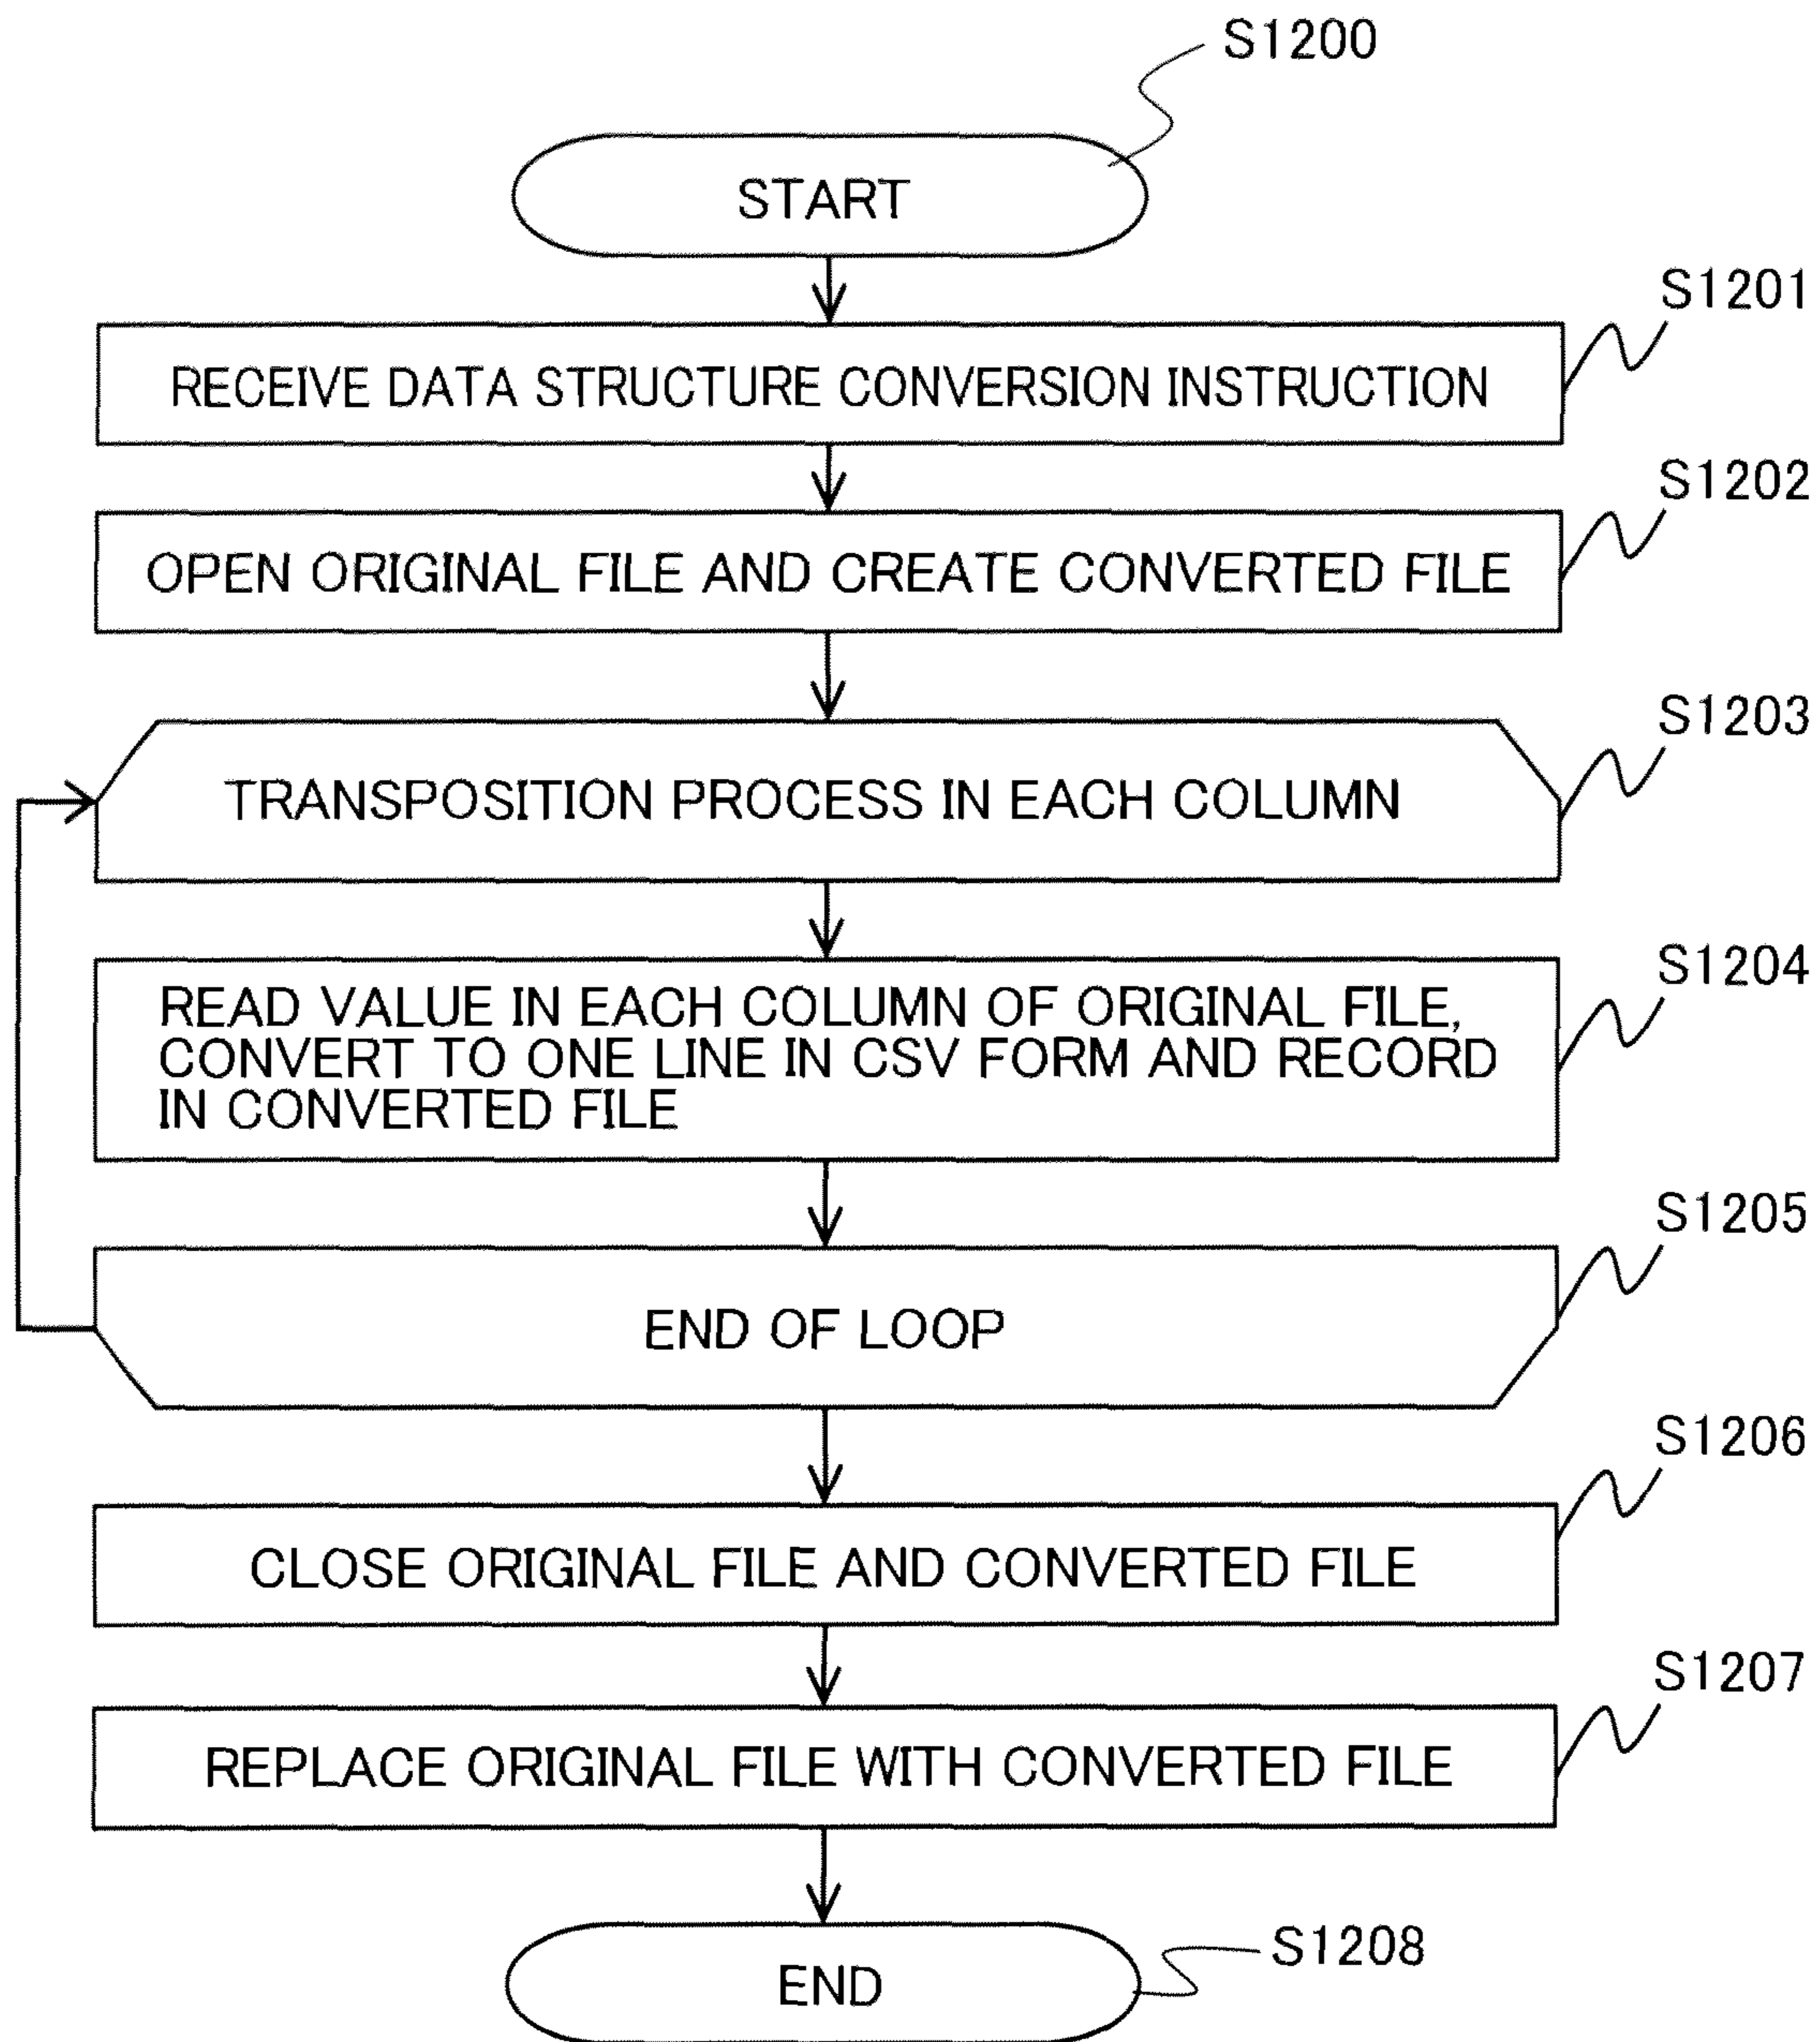 S1200
START
S1201
RECEIVE DATA STRUCTURE CONVERSION INSTRUCTION
S1202
OPEN ORIGINAL FILE AND CREATE CONVERTED FILE
S1203
TRANSPOSITION PROCESS IN EACH COLUMN
S1204
READ VALUE IN EACH COLUMN OF ORIGINAL FILE,
CONVERT TO ONE LINE IN CSV FORM AND RECORD
IN CONVERTED FILE
S1205
END OF LOOP
S1206
CLOSE ORIGINAL FILE AND CONVERTED FILE
S1207
REPLACE ORIGINAL FILE WITH CONVERTED FILE
S1208
END